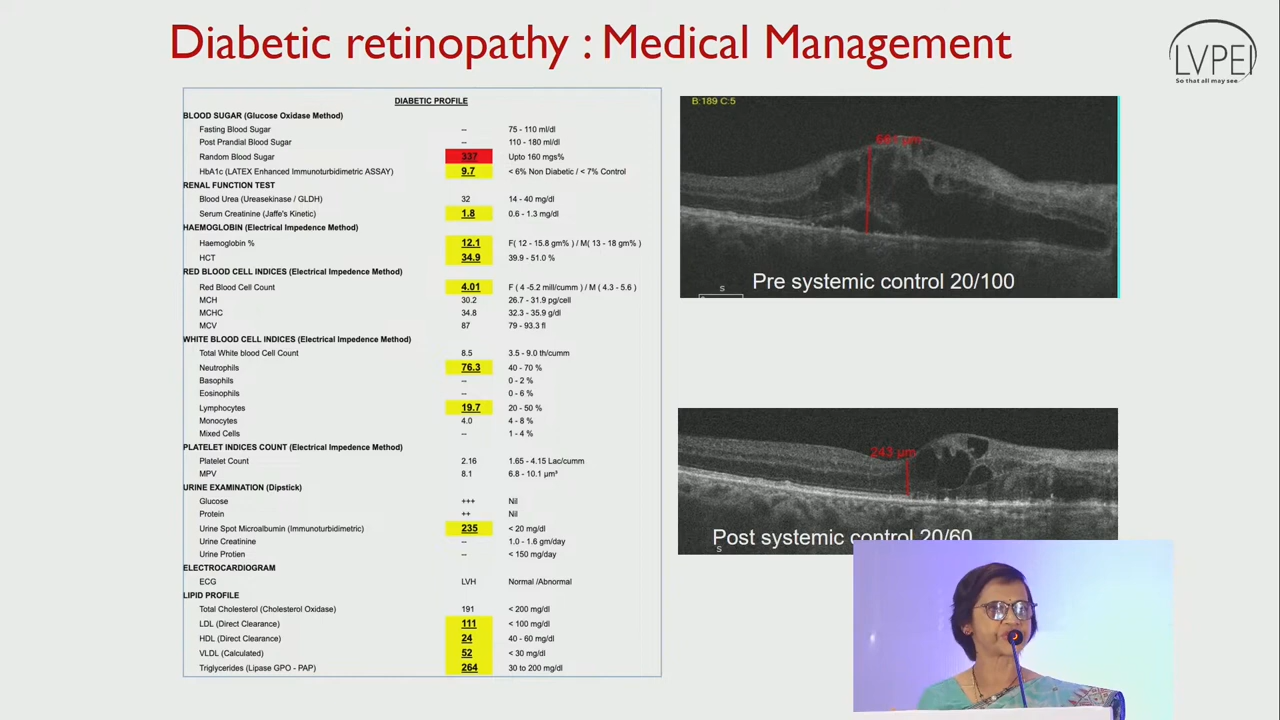 Diabetic retinopathy : Medical Management
LVPEI
So that all may see
DIABETIC PROFILE
BLOOD SUGAR (Glucose Oxidase Method)
Fasting Blood Sugar -- 75 - 110 ml/dl
Post Prandial Blood Sugar -- 110 - 180 ml/dl
Random Blood Sugar 337 Upto 160 mgs%
HbA1c (LATEX Enhanced Immunoturbidimetric ASSAY) 9.7 < 6% Non Diabetic / < 7% Control
RENAL FUNCTION TEST
Blood Urea (Ureasekinase / GLDH) 32 14 - 40 mg/dl
Serum Creatinine (Jaffe's Kinetic) 1.8 0.6 - 1.3 mg/dl
HAEMOGLOBIN (Electrical Impedence Method)
Haemoglobin % 12.1 F( 12 - 15.8 gm% ) / M( 13 - 18 gm% )
HCT 34.9 39.9 - 51.0 %
RED BLOOD CELL INDICES (Electrical Impedence Method)
Red Blood Cell Count 4.01 F ( 4 -5.2 mill/cumm ) / M ( 4.3 - 5.6 )
MCH 30.2 26.7 - 31.9 pg/cell
MCHC 34.8 32.3 - 35.9 g/dl
MCV 87 79 - 93.3 fl
WHITE BLOOD CELL INDICES (Electrical Impedence Method)
Total White blood Cell Count 8.5 3.5 - 9.0 th/cumm
Neutrophils 76.3 40 - 70 %
Basophils -- 0 - 2 %
Eosinophils -- 0 - 6 %
Lymphocytes 19.7 20 - 50 %
Monocytes 4.0 4 - 8 %
Mixed Cells -- 1 - 4 %
PLATELET INDICES COUNT (Electrical Impedence Method)
Platelet Count 2.16 1.65 - 4.15 Lac/cumm
MPV 8.1 6.8 - 10.1 µm³
URINE EXAMINATION (Dipstick)
Glucose +++ Nil
Protein ++ Nil
Urine Spot Microalbumin (Immunoturbidimetric) 235 < 20 mg/dl
Urine Creatinine -- 1.0 - 1.6 gm/day
Urine Protien -- < 150 mg/day
ELECTROCARDIOGRAM
ECG LVH Normal /Abnormal
LIPID PROFILE
Total Cholesterol (Cholesterol Oxidase) 191 < 200 mg/dl
LDL (Direct Clearance) 111 < 100 mg/dl
HDL (Direct Clearance) 24 40 - 60 mg/dl
VLDL (Calculated) 52 < 30 mg/dl
Triglycerides (Lipase GPO - PAP) 264 30 to 200 mg/dl
B:189 C:5
µm
Pre systemic control 20/100
S
243 µm
Post systemic control 20/60
S